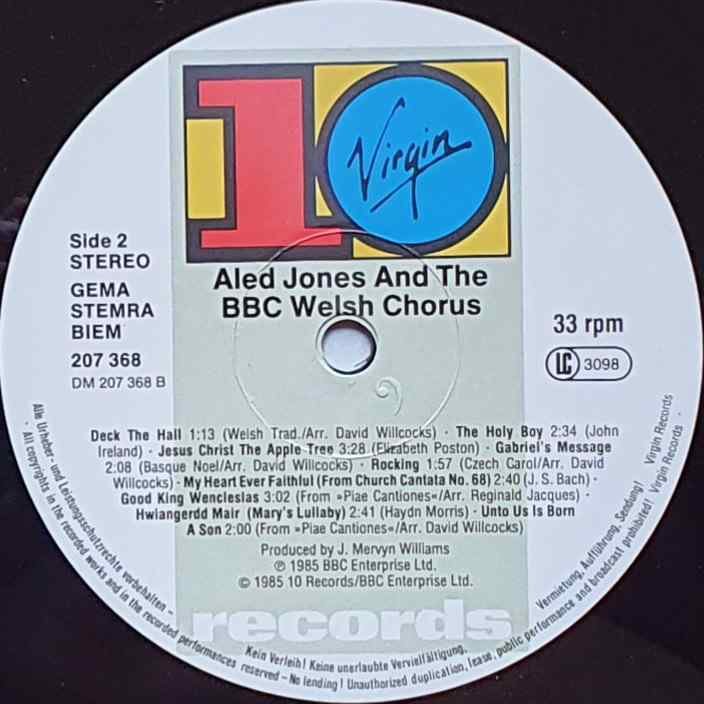 10
Virgin
Aled Jones And The
BBC Welsh Chorus
Side 2
STEREO
GEMA
STEMRA
BIEM
207 368
DM 207 368 B
33 rpm
LC 3098
Deck The Hall 1:13 (Welsh Trad./Arr. David Willcocks) · The Holy Boy 2:34 (John
Ireland) · Jesus Christ The Apple Tree 3:28 (Elizabeth Poston) · Gabriel's Message
2:08 (Basque Noel/Arr. David Willcocks) · Rocking 1:57 (Czech Carol/Arr. David
Willcocks) · My Heart Ever Faithful (From Church Cantata No. 68) 2:40 (J. S. Bach) ·
Good King Wencleslas 3:02 (From »Piae Cantiones«/Arr. Reginald Jacques) ·
Hwiangerdd Mair (Mary's Lullaby) 2:41 (Haydn Morris) · Unto Us Is Born
A Son 2:00 (From »Piae Cantiones«/Arr. David Willcocks)
Produced by J. Mervyn Williams
℗ 1985 BBC Enterprise Ltd.
© 1985 10 Records/BBC Enterprise Ltd.
records
Alle Urheber- und Leistungsschutzrechte vorbehalten – Kein Verleih! Keine unerlaubte Vervielfältigung, Vermietung, Aufführung, Sendung! Virgin Records
· All copyrights in the recorded works and in the recorded performances reserved – No lending! Unauthorized duplication, lease, public performance and broadcast prohibited! Virgin Records ·